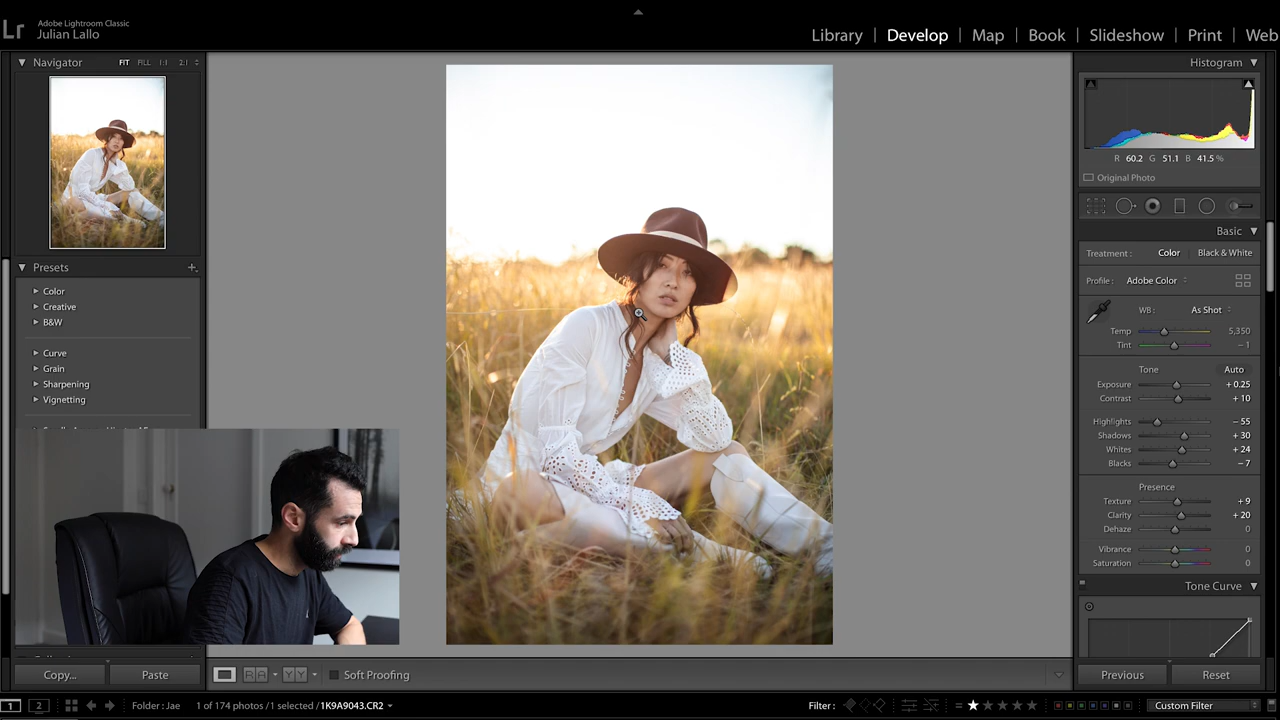 Lr
Adobe Lightroom Classic
Julian Lallo
Library | Develop | Map | Book | Slideshow | Print | Web
Navigator FIT FILL 1:1 2:1
Presets +
Color
Creative
B&W
Curve
Grain
Sharpening
Vignetting
Copy... Paste
Soft Proofing
Histogram
R 60.2 G 51.1 B 41.5 %
Original Photo
Basic
Treatment : Color Black & White
Profile : Adobe Color
WB : As Shot
Temp 5,350
Tint − 1
Tone Auto
Exposure + 0.25
Contrast + 10
Highlights − 55
Shadows + 30
Whites + 24
Blacks − 7
Presence
Texture + 9
Clarity + 20
Dehaze 0
Vibrance 0
Saturation 0
Tone Curve
Previous Reset
1 2 Folder : Jae 1 of 174 photos / 1 selected / 1K9A9043.CR2 Filter : Custom Filter